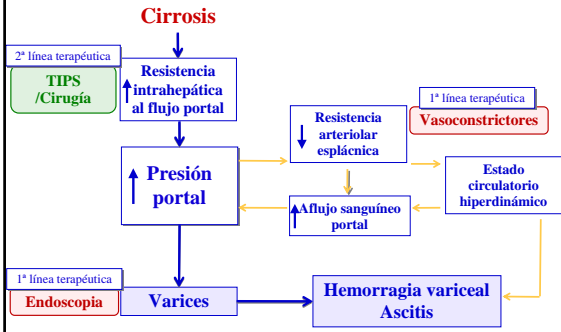 Cirrosis
2ª línea terapéutica
TIPS
/Cirugía
Resistencia
intrahepática
al flujo portal
1ª línea terapéutica
Vasoconstrictores
Resistencia
arteriolar
esplácnica
Presión
portal
Estado
circulatorio
hiperdinámico
Aflujo sanguíneo
portal
1ª línea terapéutica
Endoscopia
Varices
Hemorragia variceal
Ascitis